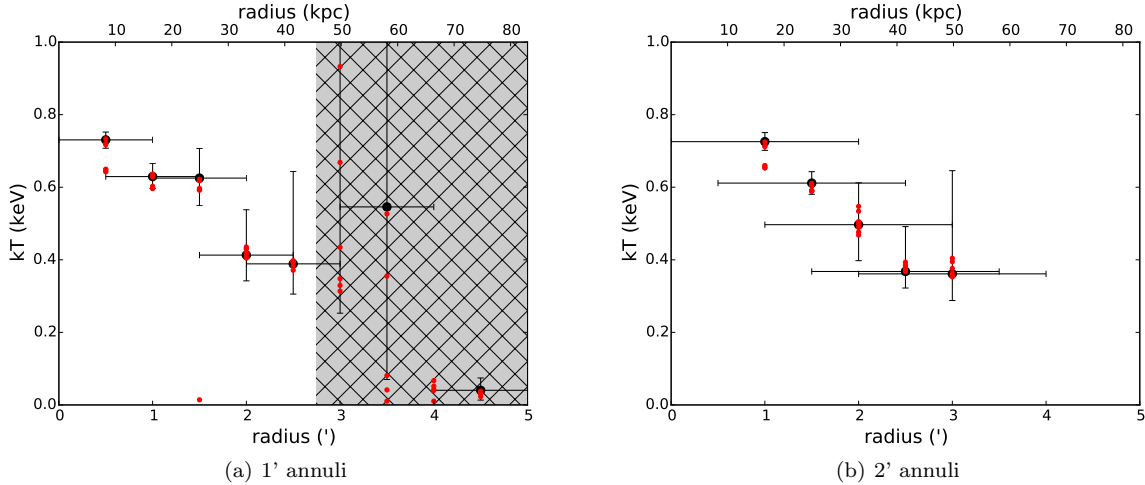 radius (kpc)
0 10 20 30 40 50 60 70 80
1.0
0.8
0.6
0.4
0.2
0.0
kT (keV)
0 1 2 3 4 5
radius (')
(a) 1' annuli
radius (kpc)
0 10 20 30 40 50 60 70 80
1.0
0.8
0.6
0.4
0.2
0.0
kT (keV)
0 1 2 3 4 5
radius (')
(b) 2' annuli